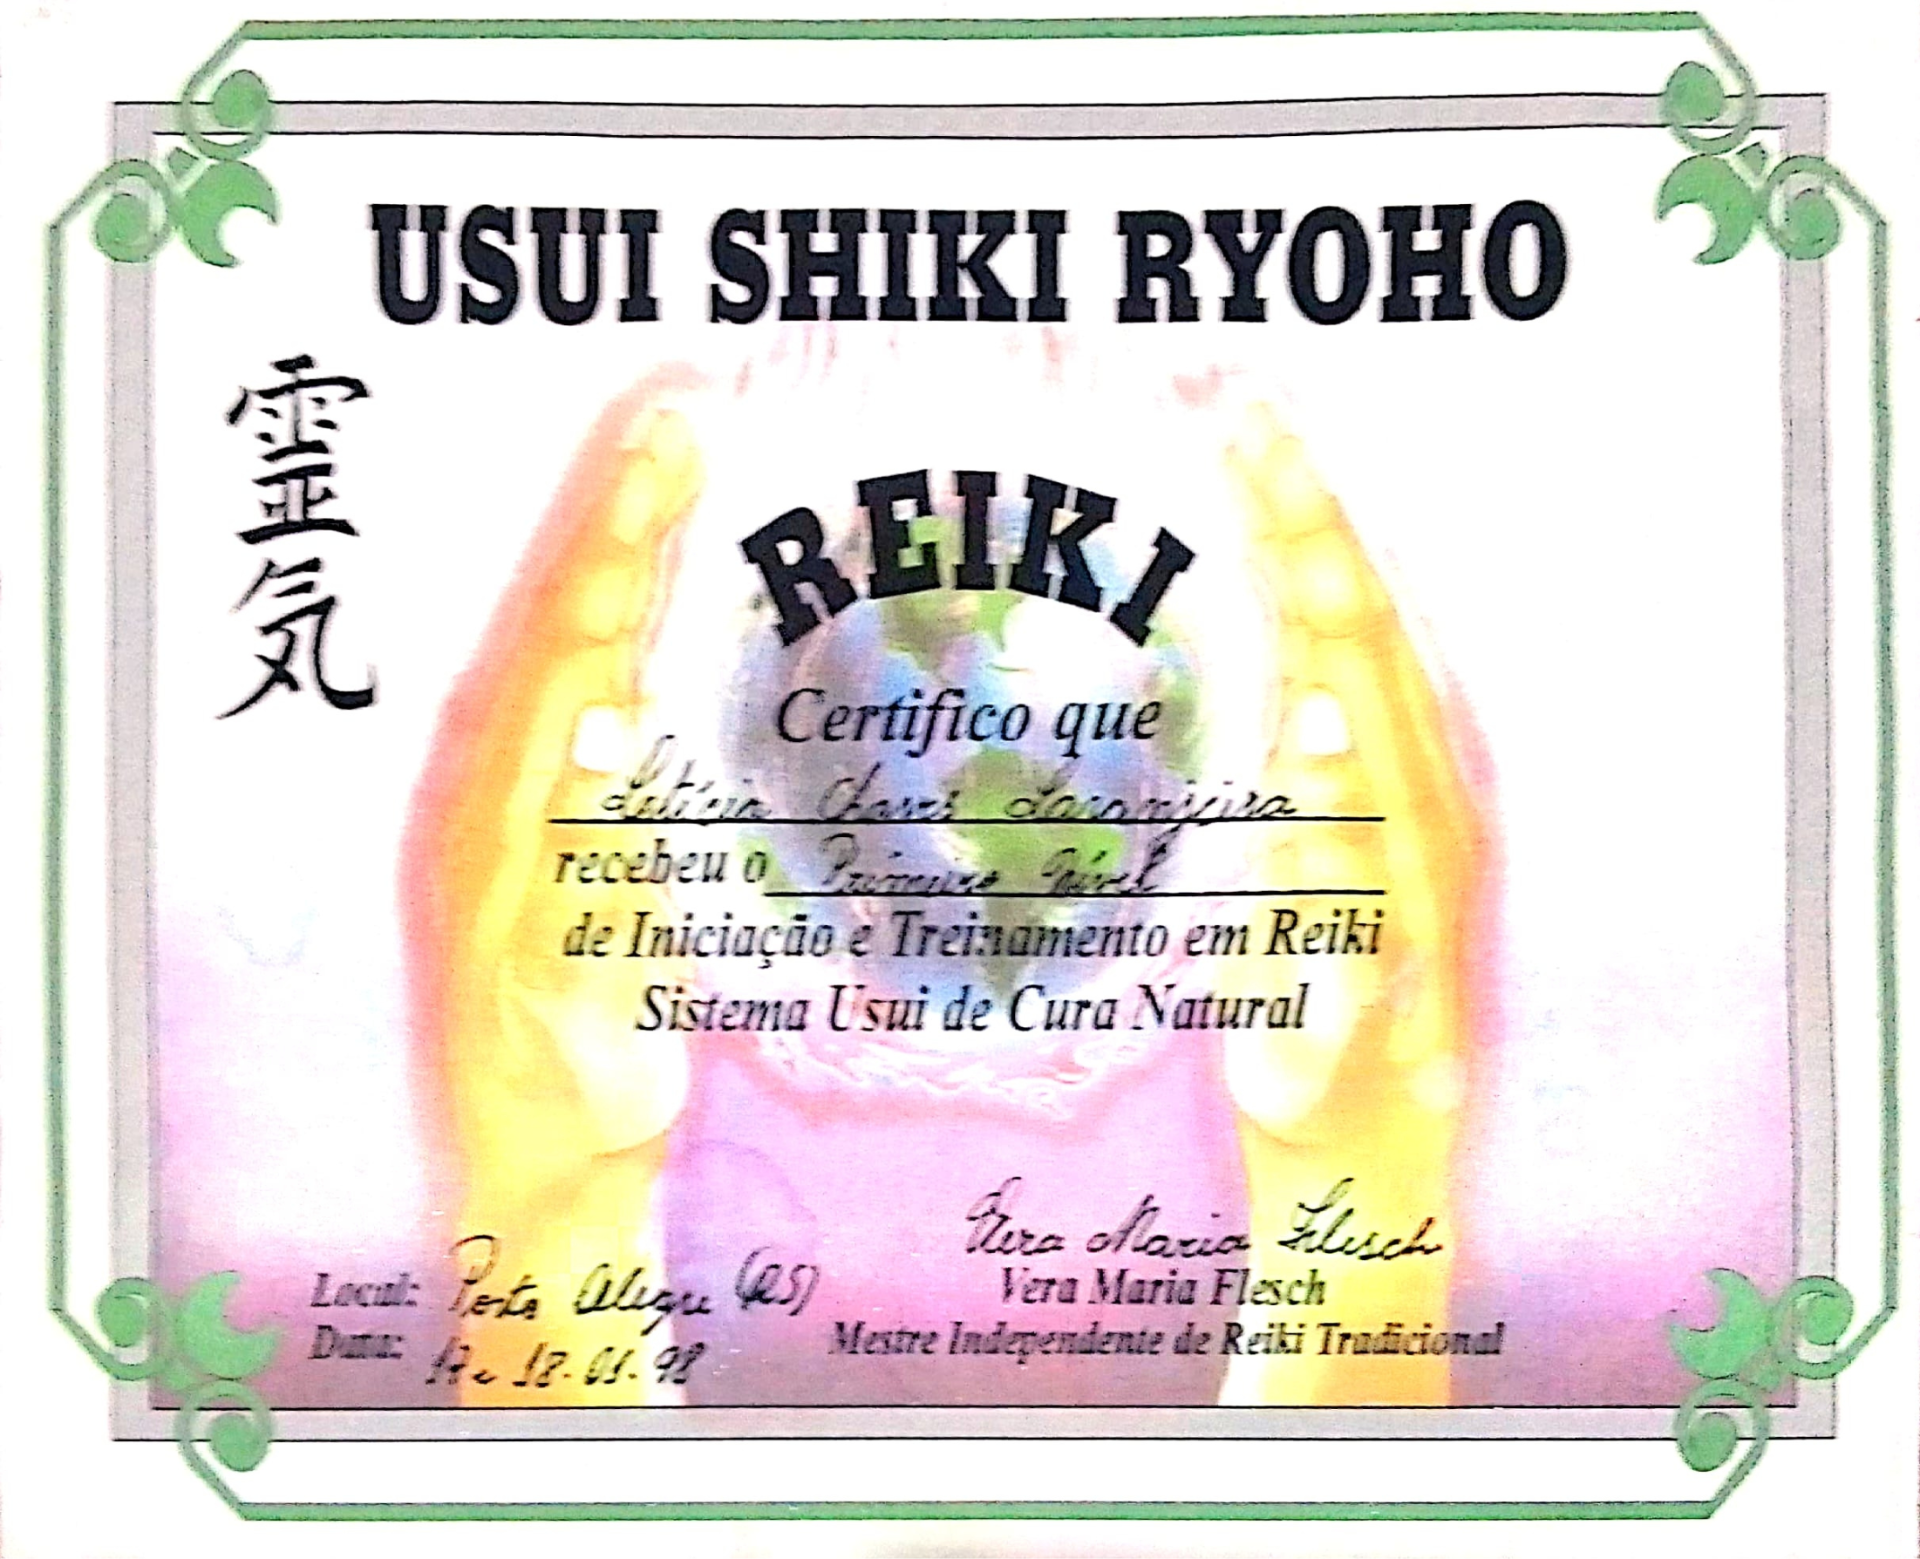 USUI SHIKI RYOHO
靈気
REIKI
Certifico que
Letícia Chaves Laranjeira
recebeu o Primeiro Nível
de Iniciação e Treinamento em Reiki
Sistema Usui de Cura Natural
Vera Maria Flesch
Vera Maria Flesch
Mestre Independente de Reiki Tradicional
Local: Porto Alegre (RS)
Data: 17 e 18.01.98